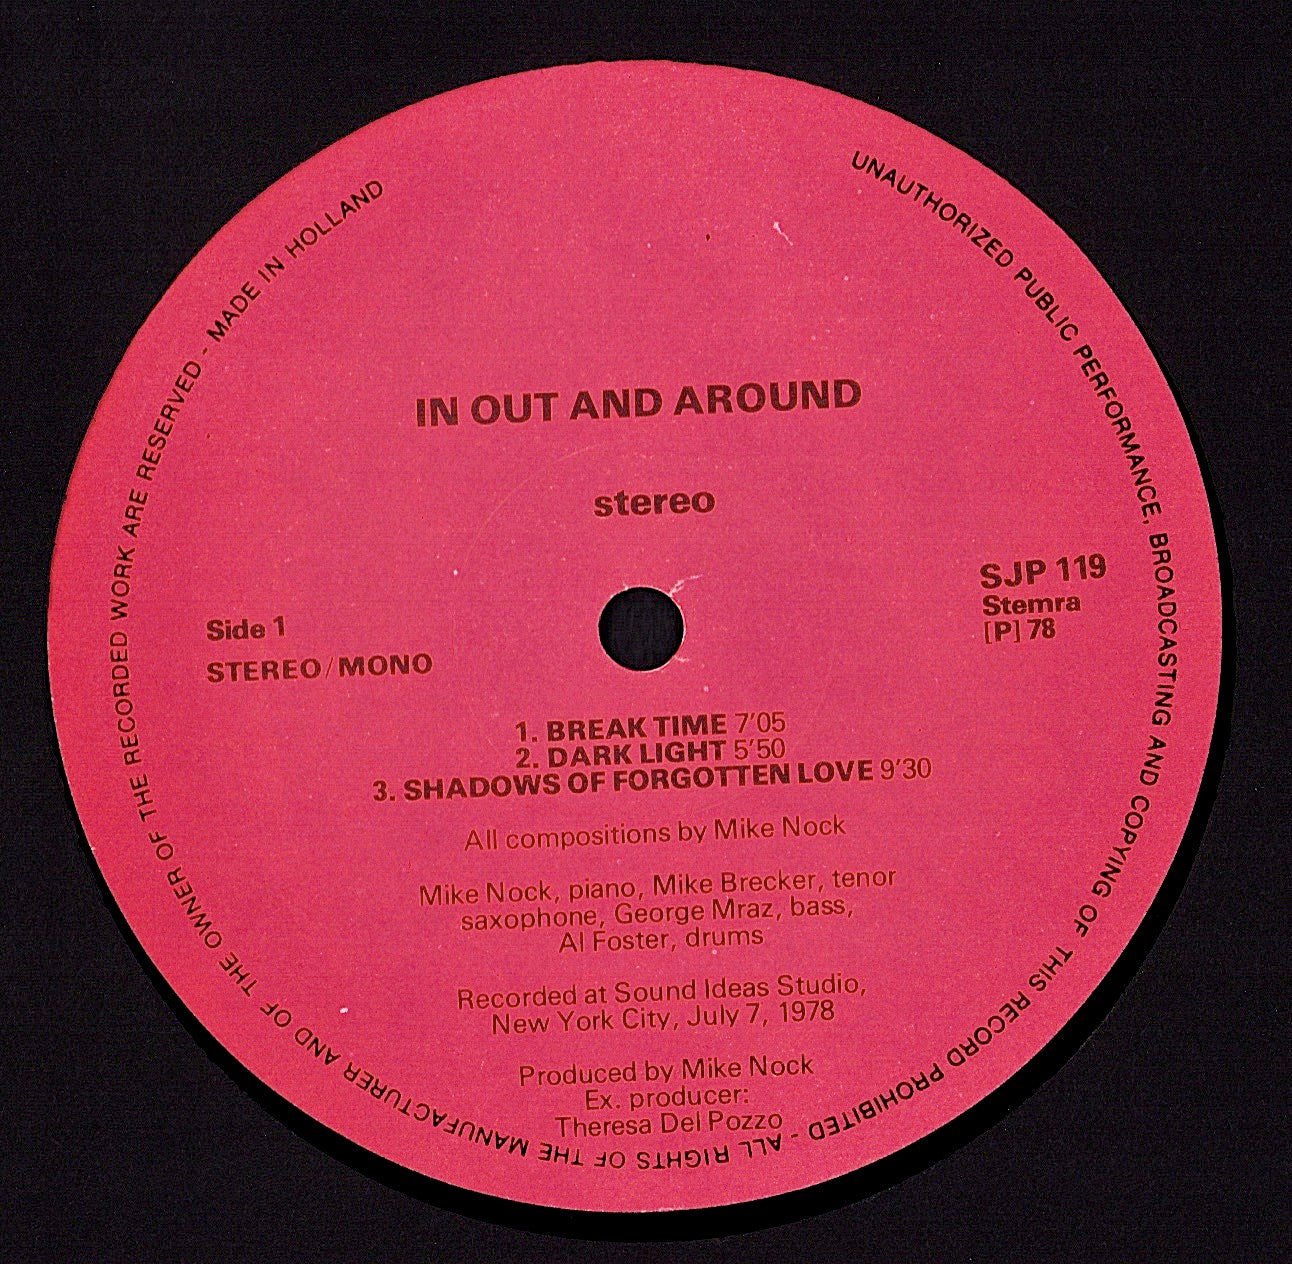 UNAUTHORIZED PUBLIC PERFORMANCE, BROADCASTING AND COPYING OF THIS RECORD PROHIBITED - ALL RIGHTS OF THE MANUFACTURER AND OF THE OWNER OF THE RECORDED WORK ARE RESERVED - MADE IN HOLLAND
IN OUT AND AROUND
stereo
SJP 119
Stemra
[P] 78
Side 1
STEREO/MONO
1. BREAK TIME 7'05
2. DARK LIGHT 5'50
3. SHADOWS OF FORGOTTEN LOVE 9'30
All compositions by Mike Nock
Mike Nock, piano, Mike Brecker, tenor
saxophone, George Mraz, bass,
Al Foster, drums
Recorded at Sound Ideas Studio,
New York City, July 7, 1978
Produced by Mike Nock
Ex. producer:
Theresa Del Pozzo